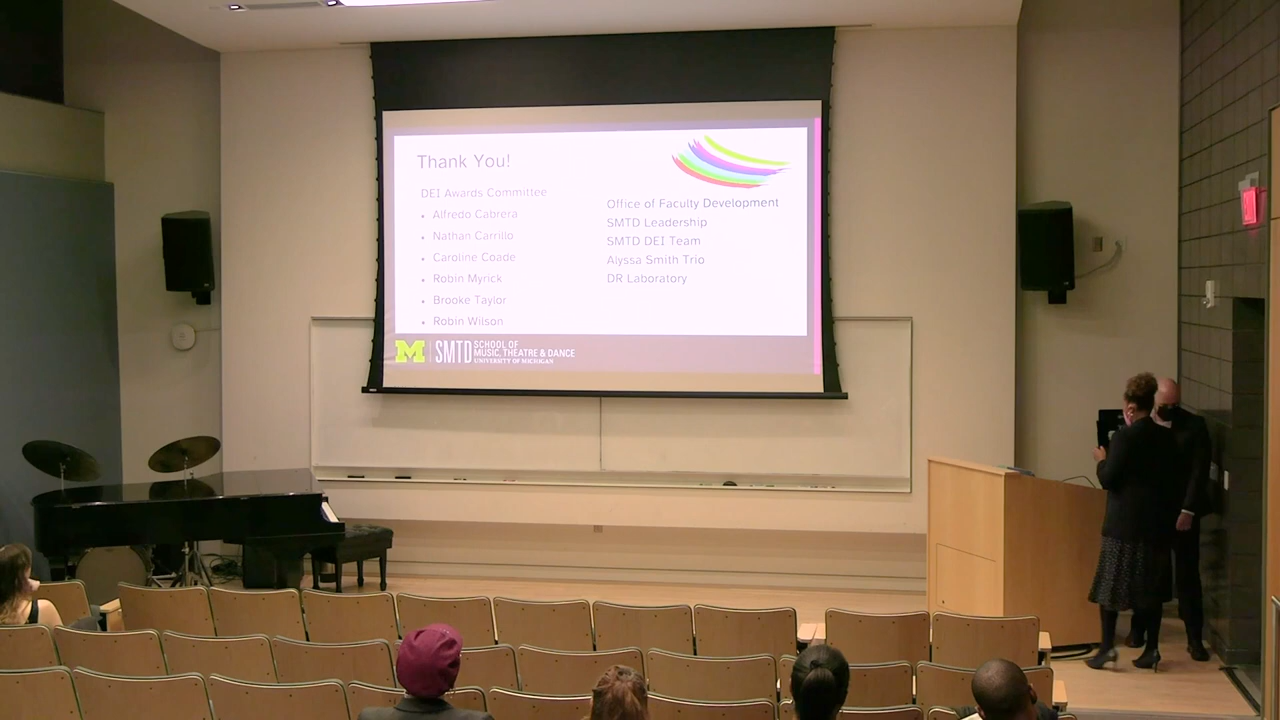 Thank You!
DEI Awards Committee
• Alfredo Cabrera
• Nathan Carrillo
• Caroline Coade
• Robin Myrick
• Brooke Taylor
• Robin Wilson
Office of Faculty Development
SMTD Leadership
SMTD DEI Team
Alyssa Smith Trio
DR Laboratory
M SMTD SCHOOL OF
MUSIC, THEATRE & DANCE
UNIVERSITY OF MICHIGAN